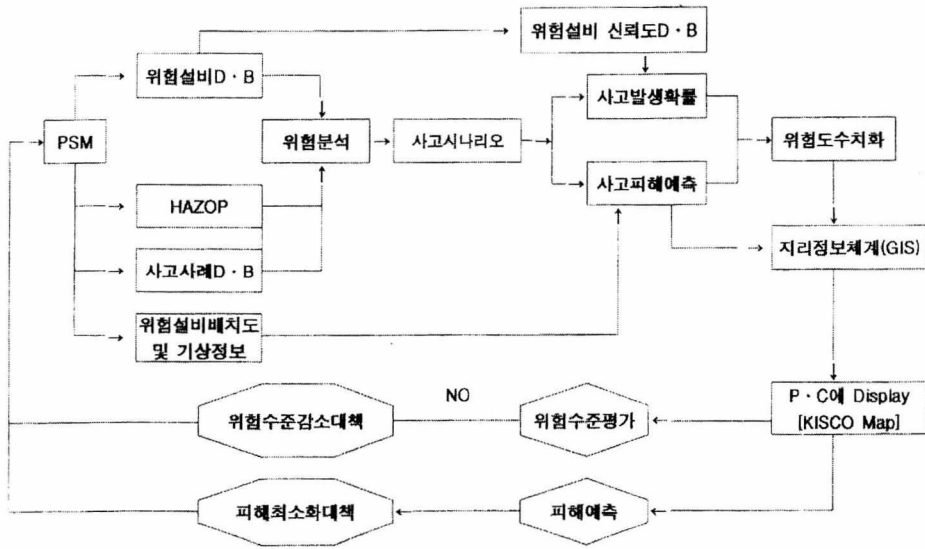 위험설비 신뢰도D·B
위험설비D·B
사고발생확률
PSM
위험분석
사고시나리오
위험도수치화
사고피해예측
HAZOP
지리정보체계(GIS)
사고사례D·B
위험설비배치도
및 기상정보
P·C에 Display
[KISCO Map]
NO
위험수준감소대책
위험수준평가
피해최소화대책
피해예측